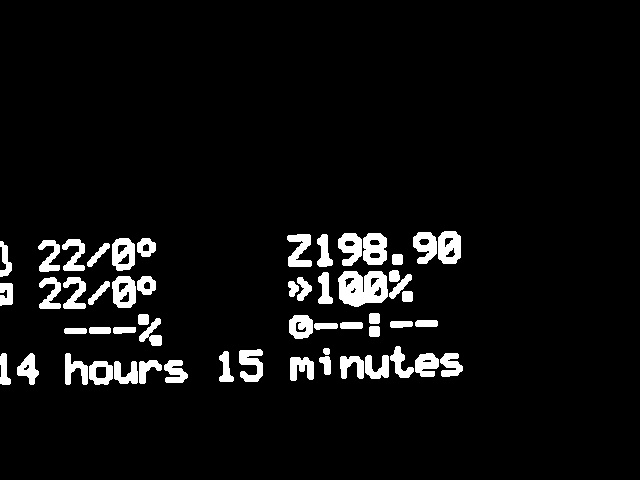 22/0° Z198.90
22/0° »100%
---% --:--
14 hours 15 minutes